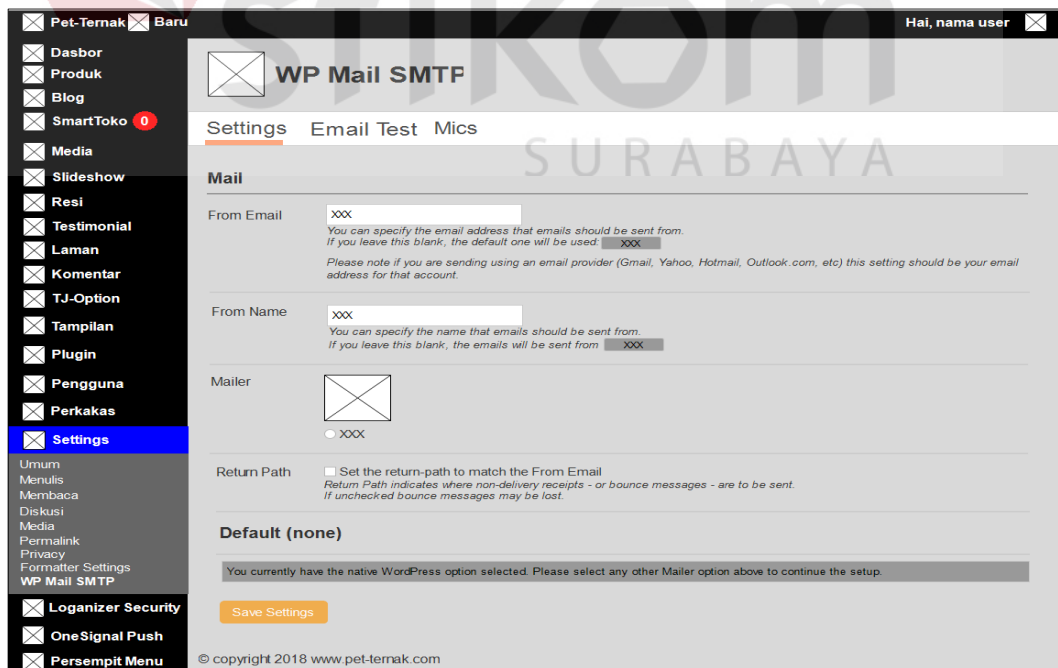 Pet-Ternak Baru
Hai, nama user
Dasbor
Produk
Blog
SmartToko 0
Media
Slideshow
Resi
Testimonial
Laman
Komentar
TJ-Option
Tampilan
Plugin
Pengguna
Perkakas
Settings
Umum
Menulis
Membaca
Diskusi
Media
Permalink
Privacy
Formatter Settings
WP Mail SMTP
Loganizer Security
OneSignal Push
Persempit Menu
stikom
SURABAYA
WP Mail SMTP
Settings Email Test Mics
Mail
From Email XXX
You can specify the email address that emails should be sent from.
If you leave this blank, the default one will be used: XXX
Please note if you are sending using an email provider (Gmail, Yahoo, Hotmail, Outlook.com, etc) this setting should be your email
address for that account.
From Name XXX
You can specify the name that emails should be sent from.
If you leave this blank, the emails will be sent from XXX
Mailer
XXX
Return Path Set the return-path to match the From Email
Return Path indicates where non-delivery receipts - or bounce messages - are to be sent.
If unchecked bounce messages may be lost.
Default (none)
You currently have the native WordPress option selected. Please select any other Mailer option above to continue the setup.
Save Settings
© copyright 2018 www.pet-ternak.com